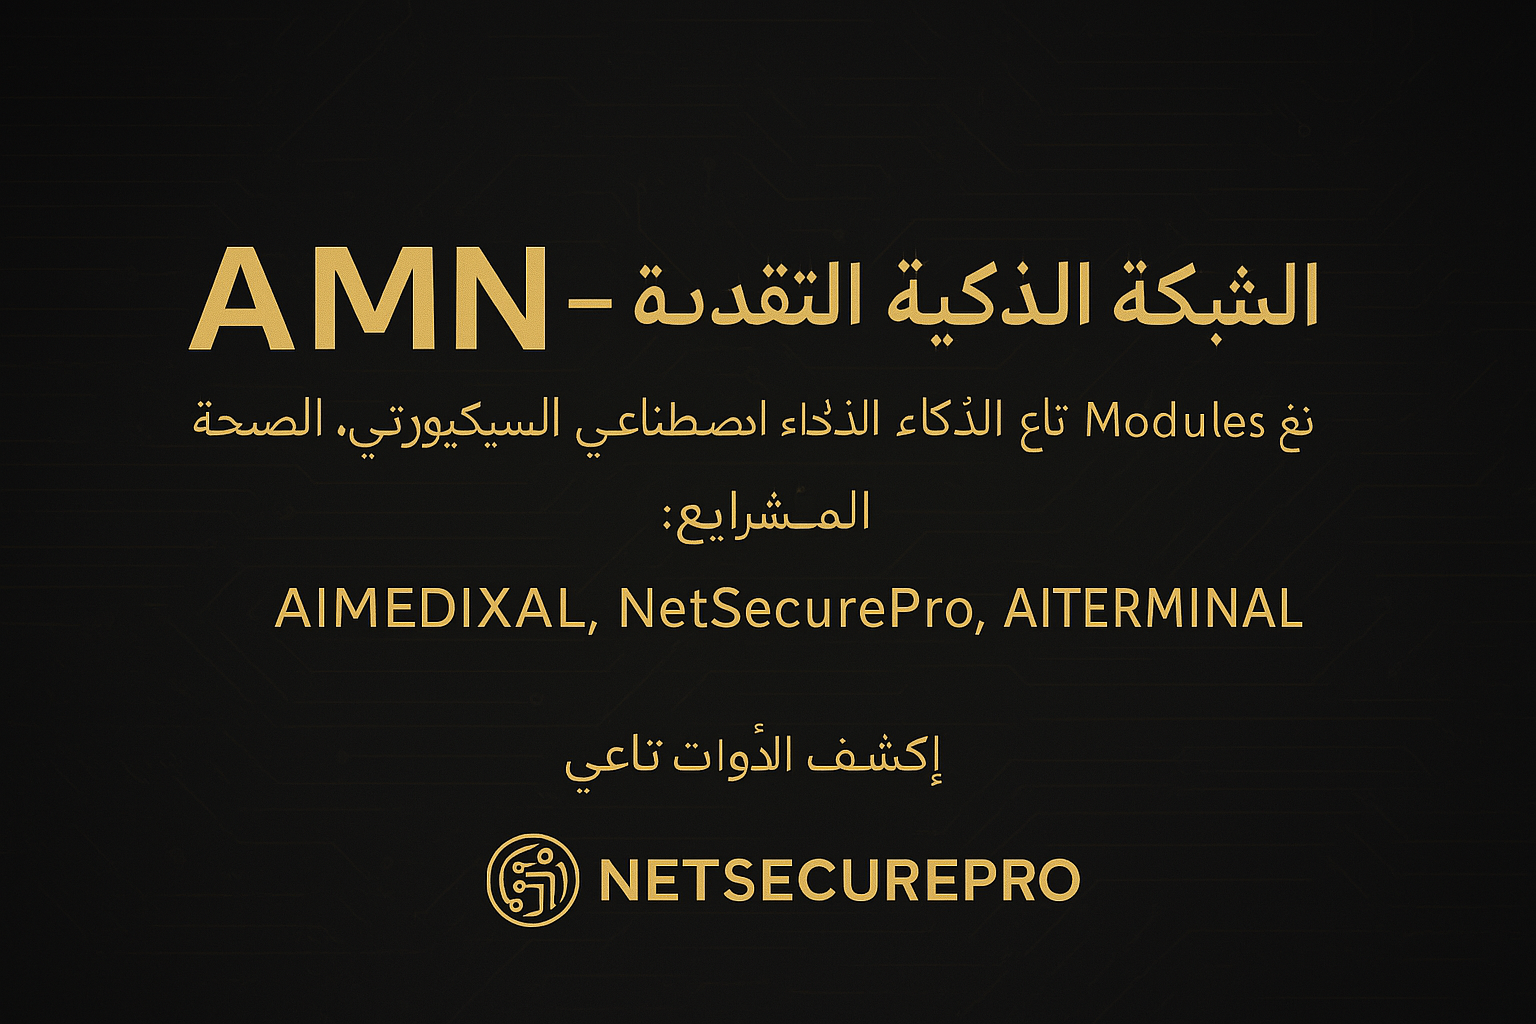 الشبكة الذكية التقدىة – AMN
نغ Modules تاع الذكاء الذكاء اصطناعي السيكيورتي. الصحة
المـشرايع:
AIMEDIXAL, NetSecurePro, AITERMINAL
إكشف الأدوات تاعي
NETSECUREPRO